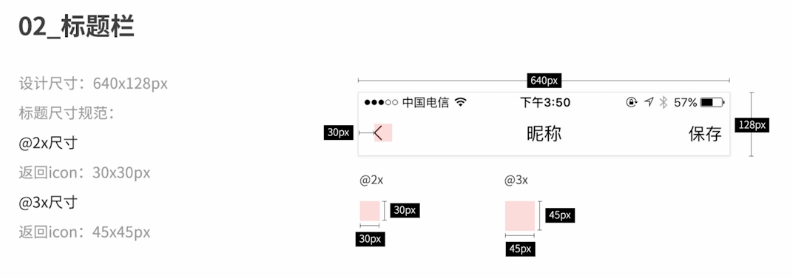 02_标题栏
设计尺寸：640x128px
标题尺寸规范：
@2x尺寸
返回icon：30x30px
@3x尺寸
返回icon：45x45px
640px
中国电信 下午3:50 57%
30px 昵称 保存 128px
@2x @3x
30px 45px
30px 45px